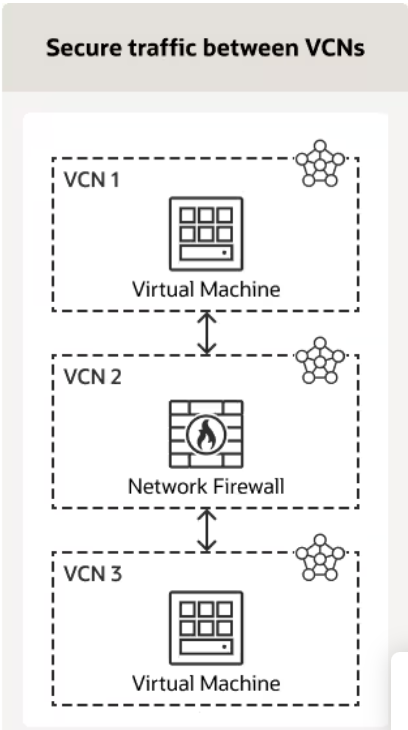 Secure traffic between VCNs
VCN 1
Virtual Machine
VCN 2
Network Firewall
VCN 3
Virtual Machine